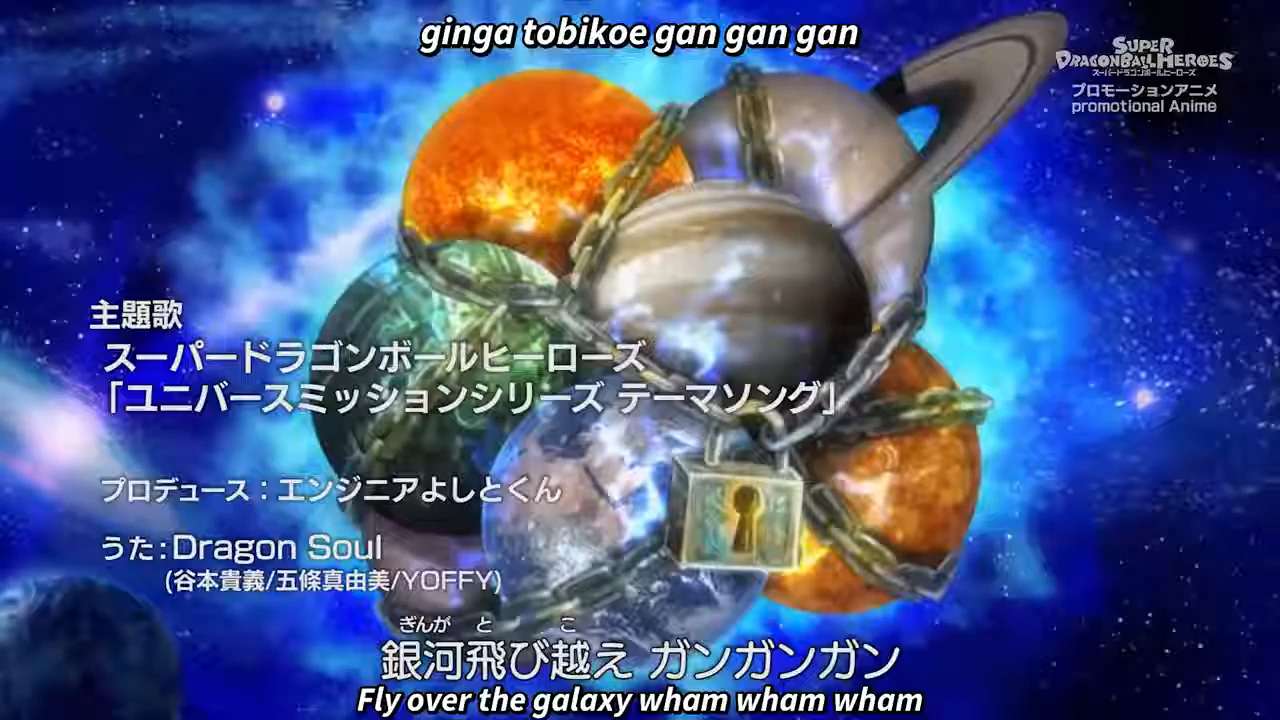 ginga tobikoe gan gan gan
SUPER
DRAGONBALL HEROES
スーパードラゴンボールヒーローズ
プロモーションアニメ
promotional Anime
主題歌
スーパードラゴンボールヒーローズ
「ユニバースミッションシリーズ テーマソング」
プロデュース：エンジニアよしとくん
うた：Dragon Soul
(谷本貴義/五條真由美/YOFFY)
ぎんが と こ
銀河飛び越え ガンガンガン
Fly over the galaxy wham wham wham